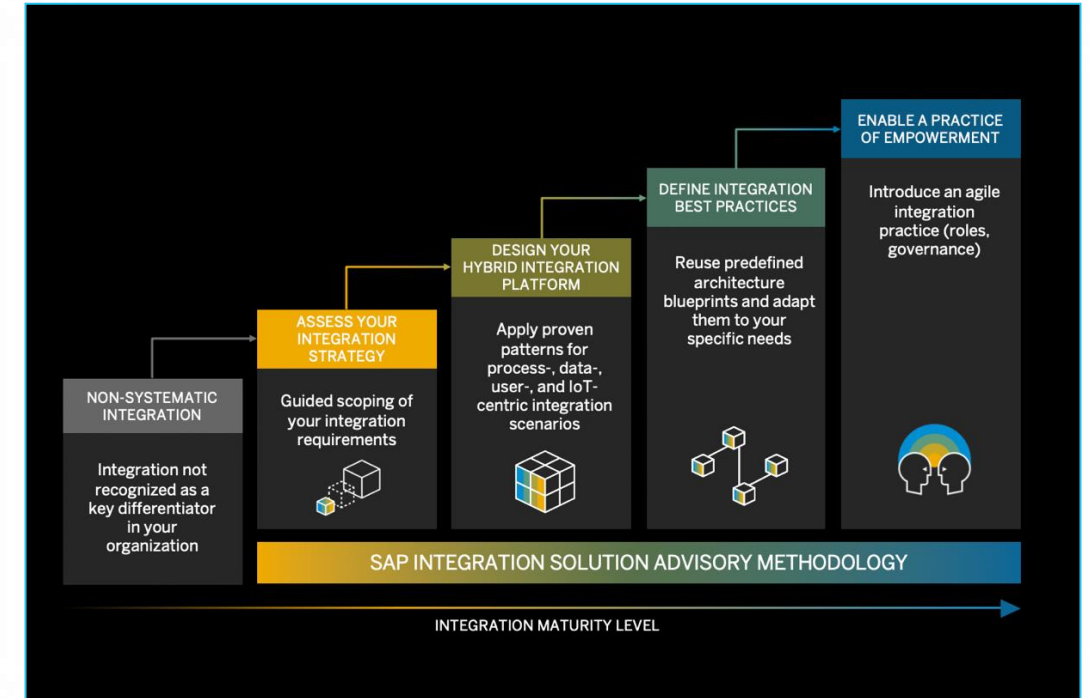 NON-SYSTEMATIC
INTEGRATION
Integration not
recognized as a
key differentiator
in your
organization
ASSESS YOUR
INTEGRATION
STRATEGY
Guided scoping of
your integration
requirements
DESIGN YOUR
HYBRID INTEGRATION
PLATFORM
Apply proven
patterns for
process-, data-,
user-, and IoT-
centric integration
scenarios
DEFINE INTEGRATION
BEST PRACTICES
Reuse predefined
architecture
blueprints and adapt
them to your
specific needs
ENABLE A PRACTICE
OF EMPOWERMENT
Introduce an agile
integration
practice (roles,
governance)
SAP INTEGRATION SOLUTION ADVISORY METHODOLOGY
INTEGRATION MATURITY LEVEL